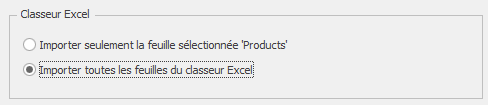 Classeur Excel
Importer seulement la feuille sélectionnée 'Products'
Importer toutes les feuilles du classeur Excel